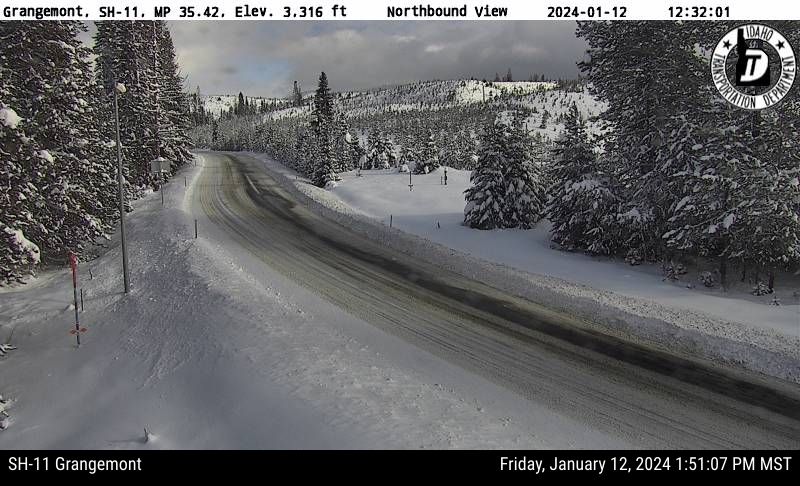 Grangemont, SH-11, MP 35.42, Elev. 3,316 ft Northbound View 2024-01-12 12:32:01
IDAHO
TRANSPORTATION DEPARTMENT
SH-11 Grangemont Friday, January 12, 2024 1:51:07 PM MST